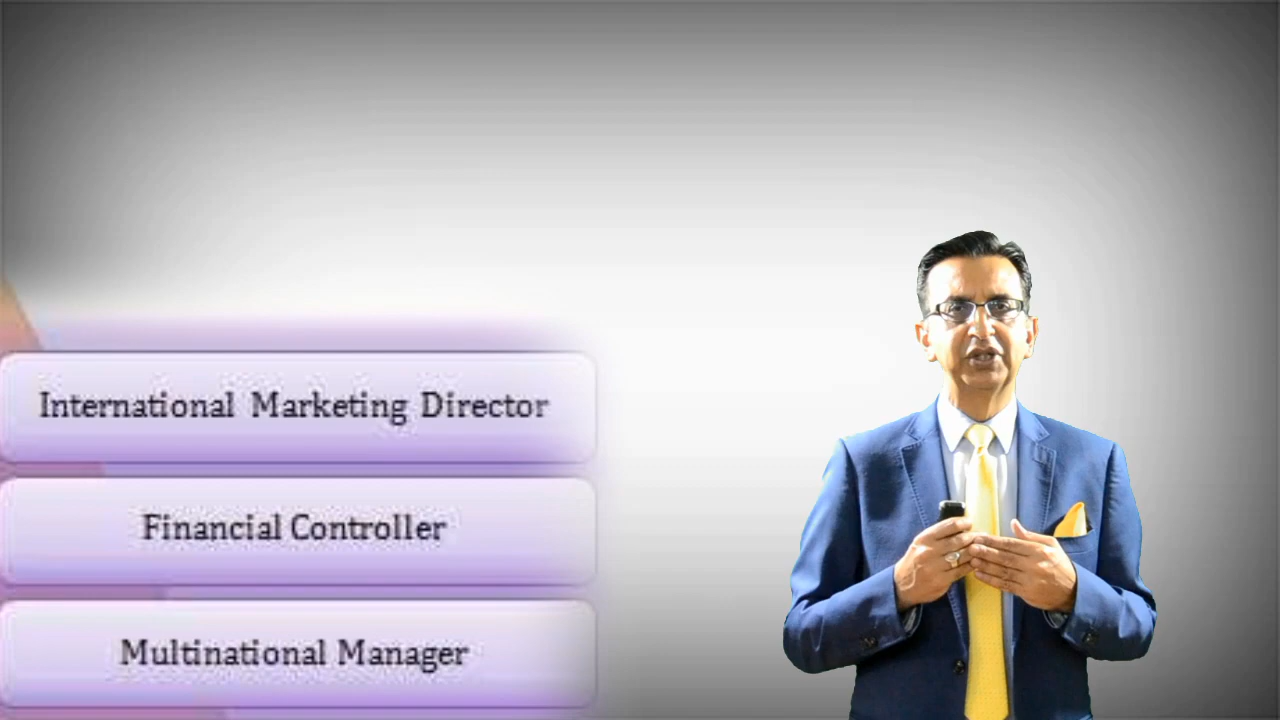 International Marketing Director
Financial Controller
Multinational Manager